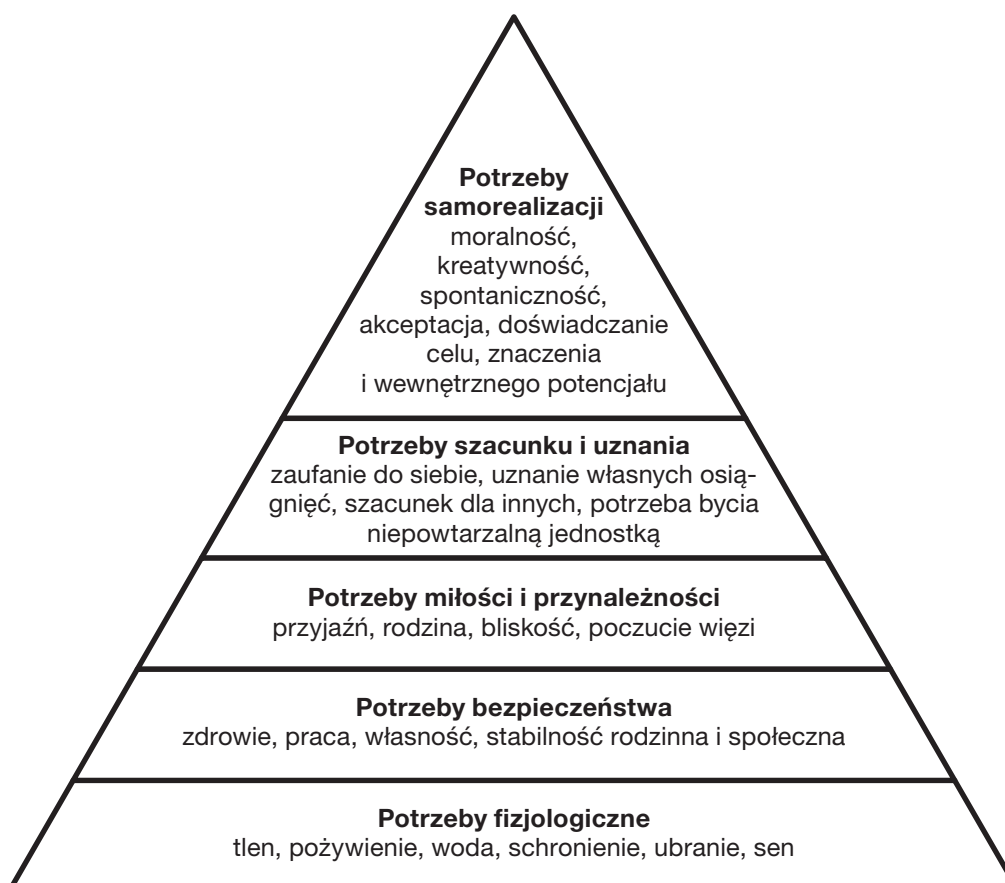 Potrzeby
samorealizacji
moralność,
kreatywność,
spontaniczność,
akceptacja, doświadczanie
celu, znaczenia
i wewnętrznego potencjału
Potrzeby szacunku i uznania
zaufanie do siebie, uznanie własnych osią-
gnięć, szacunek dla innych, potrzeba bycia
niepowtarzalną jednostką
Potrzeby miłości i przynależności
przyjaźń, rodzina, bliskość, poczucie więzi
Potrzeby bezpieczeństwa
zdrowie, praca, własność, stabilność rodzinna i społeczna
Potrzeby fizjologiczne
tlen, pożywienie, woda, schronienie, ubranie, sen